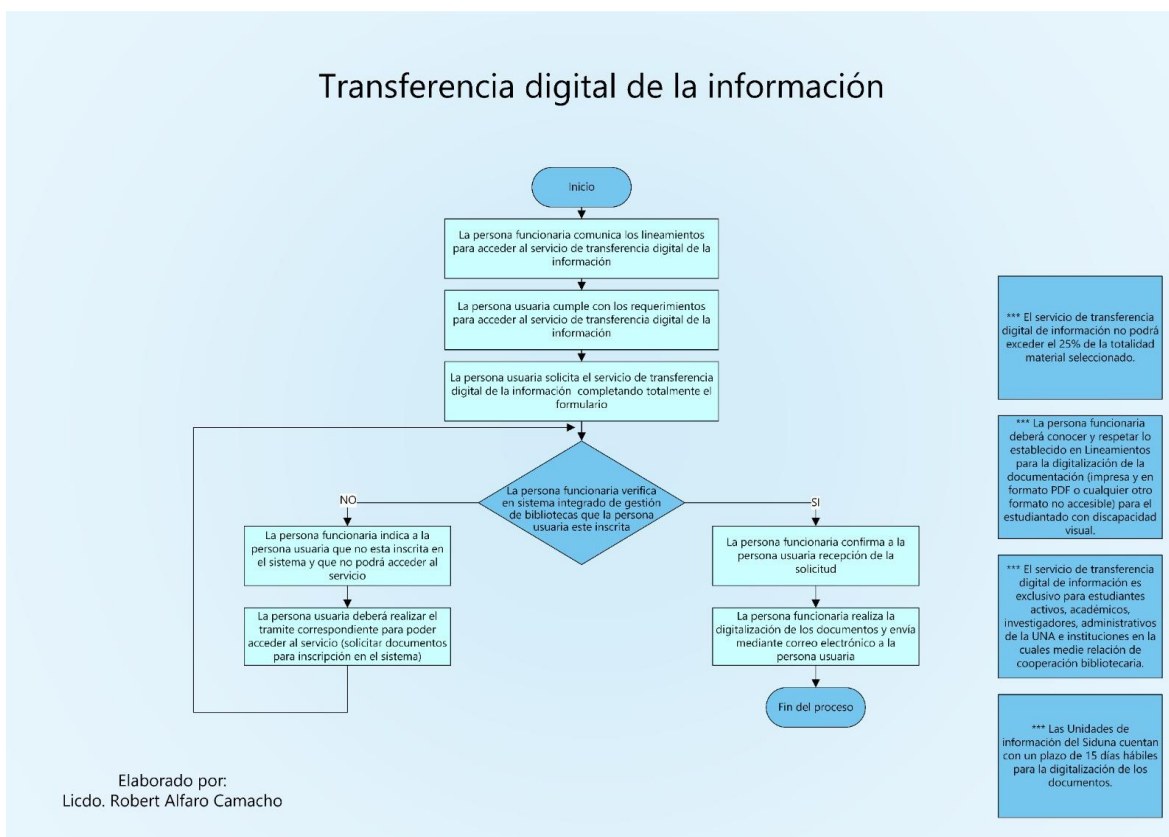 Transferencia digital de la información
Inicio
La persona funcionaria comunica los lineamientos
para acceder al servicio de transferencia digital de la
información
La persona usuaria cumple con los requerimientos
para acceder al servicio de transferencia digital de la
información
La persona usuaria solicita el servicio de transferencia
digital de la información completando totalmente el
formulario
La persona funcionaria verifica
en sistema integrado de gestión
de bibliotecas que la persona
usuaria este inscrita
NO
SI
La persona funcionaria indica a la
persona usuaria que no esta inscrita en
el sistema y que no podrá acceder al
servicio
La persona usuaria deberá realizar el
tramite correspondiente para poder
acceder al servicio (solicitar documentos
para inscripción en el sistema)
La persona funcionaria confirma a la
persona usuaria recepción de la
solicitud
La persona funcionaria realiza la
digitalización de los documentos y envía
mediante correo electrónico a la
persona usuaria
Fin del proceso
*** El servicio de transferencia
digital de información no podrá
exceder el 25% de la totalidad
material seleccionado.
*** La persona funcionaria
deberá conocer y respetar lo
establecido en Lineamientos
para la digitalización de la
documentación (impresa y en
formato PDF o cualquier otro
formato no accesible) para el
estudiantado con discapacidad
visual.
*** El servicio de transferencia
digital de información es
exclusivo para estudiantes
activos, académicos,
investigadores, administrativos
de la UNA e instituciones en la
cuales medie relación de
cooperación bibliotecaria.
*** Las Unidades de
información del Siduna cuentan
con un plazo de 15 días hábiles
para la digitalización de los
documentos.
Elaborado por:
Licdo. Robert Alfaro Camacho